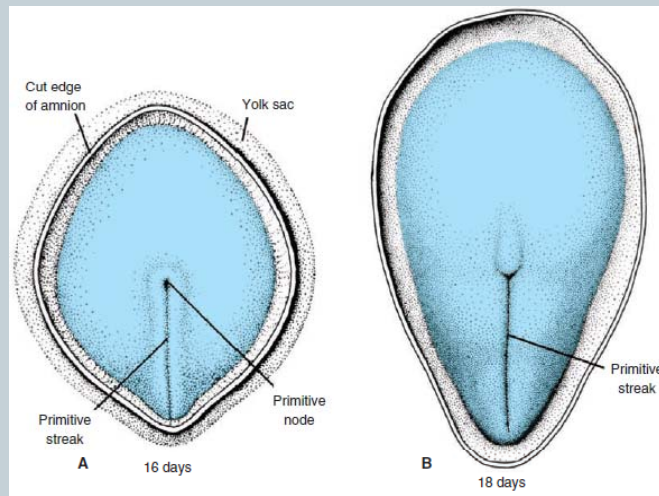 Cut edge
of amnion
Yolk sac
Primitive
streak
Primitive
node
A
16 days
Primitive
streak
B
18 days